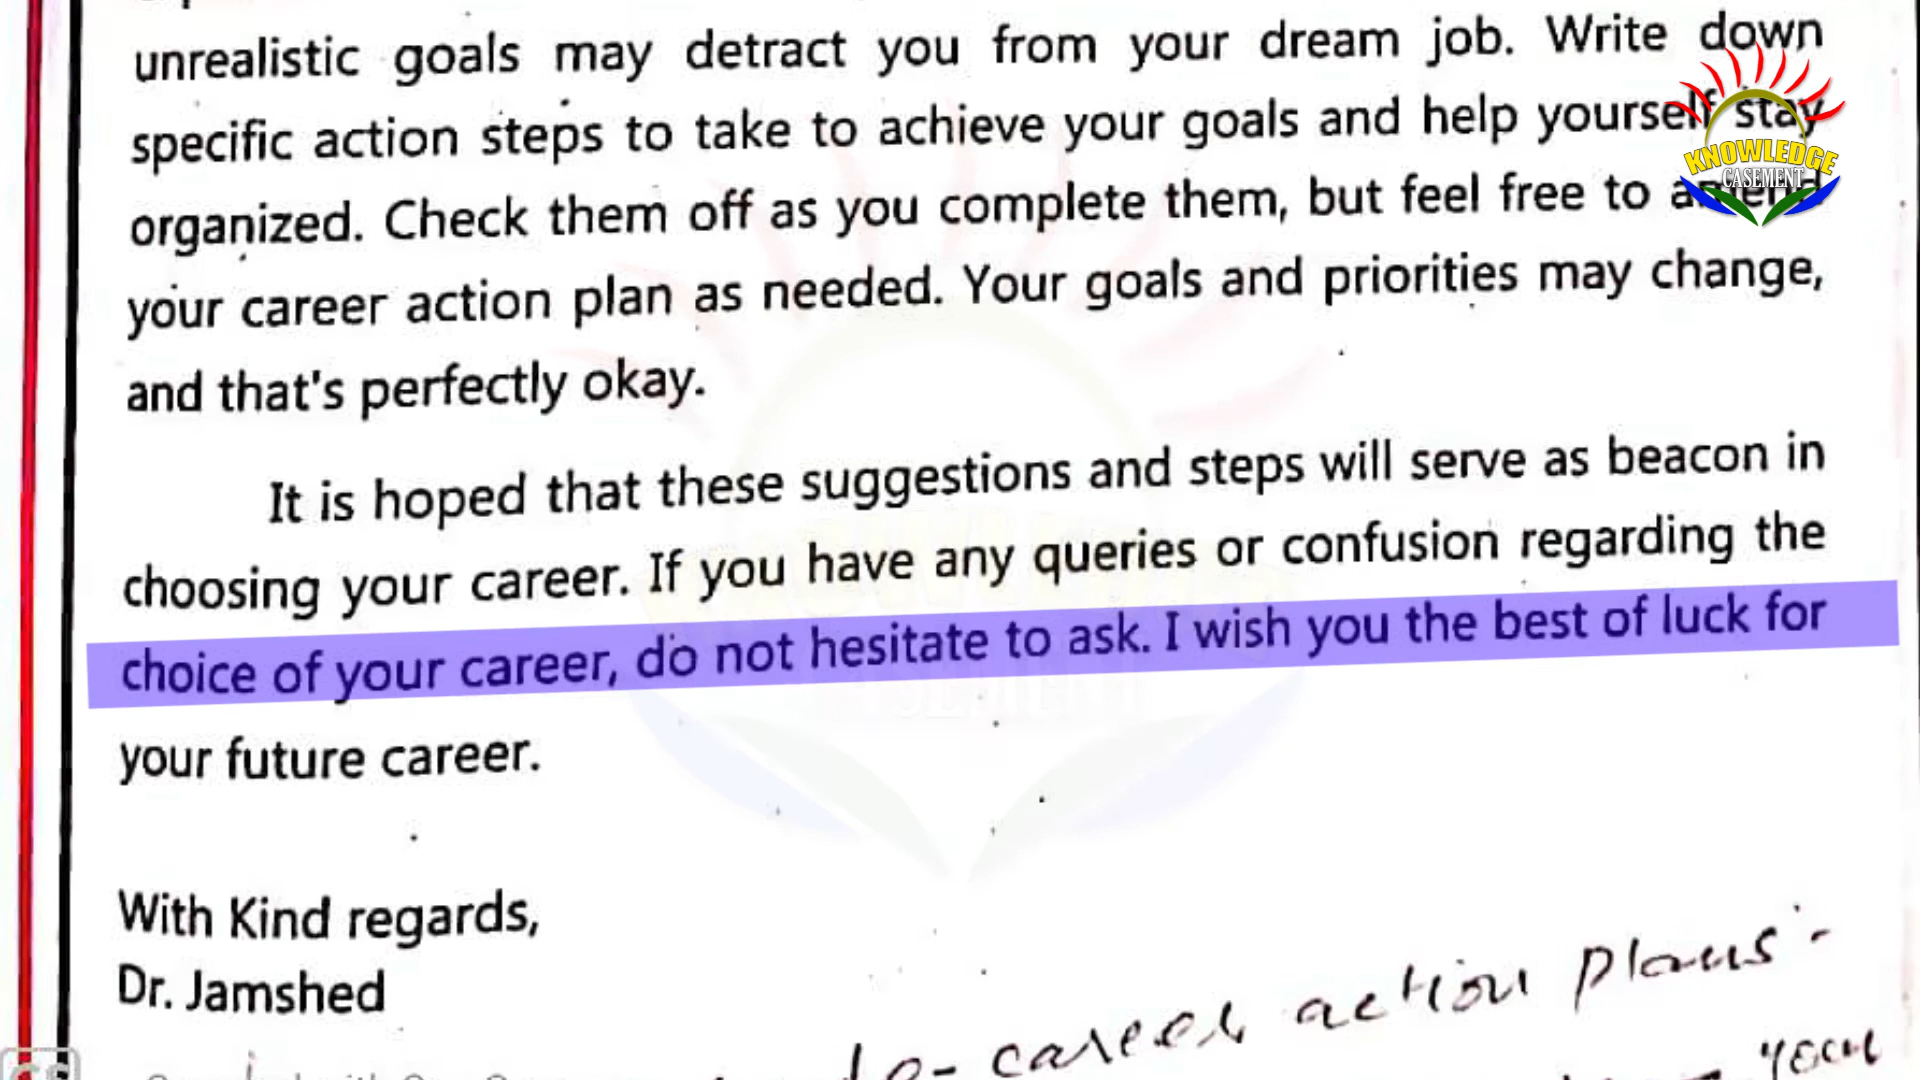 unrealistic goals may detract you from your dream job. Write down
specific action steps to take to achieve your goals and help yourself stay
organized. Check them off as you complete them, but feel free to amend
your career action plan as needed. Your goals and priorities may change,
and that's perfectly okay.
It is hoped that these suggestions and steps will serve as beacon in
choosing your career. If you have any queries or confusion regarding the
choice of your career, do not hesitate to ask. I wish you the best of luck for
your future career.
With Kind regards,
Dr. Jamshed
career action plans
your
KNOWLEDGE
CASEMENT